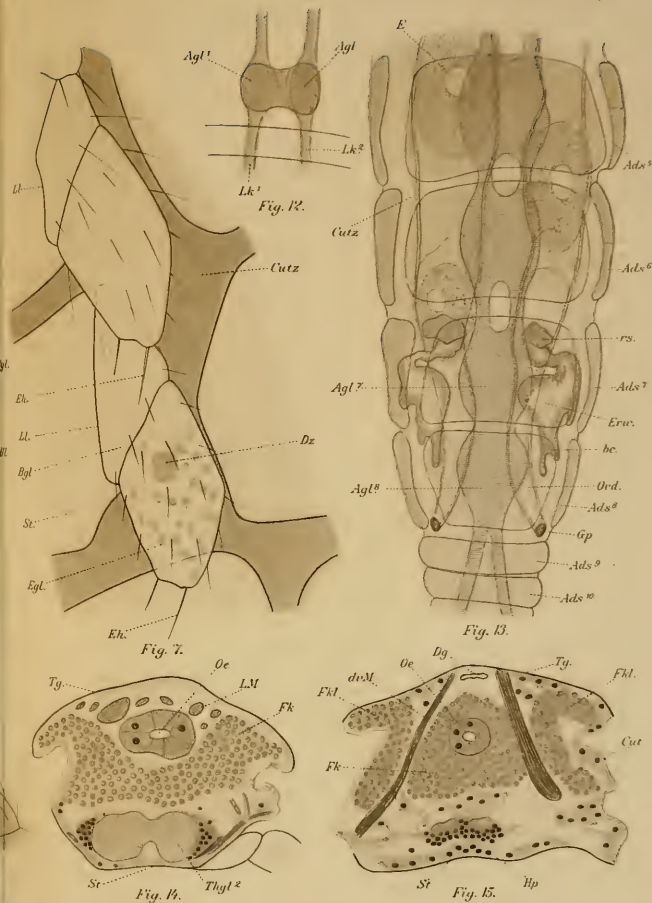 Agl¹
Agl
Lk²
Lk¹
Fig. 12.
Ll
Cutz
Eh.
Ll.
Bgl
Dz
St.
Egl.
Eh.
Fig. 7.
E
Ads⁵
Cutz
Ads⁶
rs.
Agl⁷
Ads⁷
Erw.
bc.
Agl⁸
Ord.
Ads⁸
Gp
Ads⁹
Ads¹⁰
Fig. 13.
Tg.
Oe
LM
Fk
St
Thgl²
Fig. 14.
Dg
Oe
Tg.
dvM
Fkl
Fkl.
Cut
Fk
St
Hp
Fig. 15.